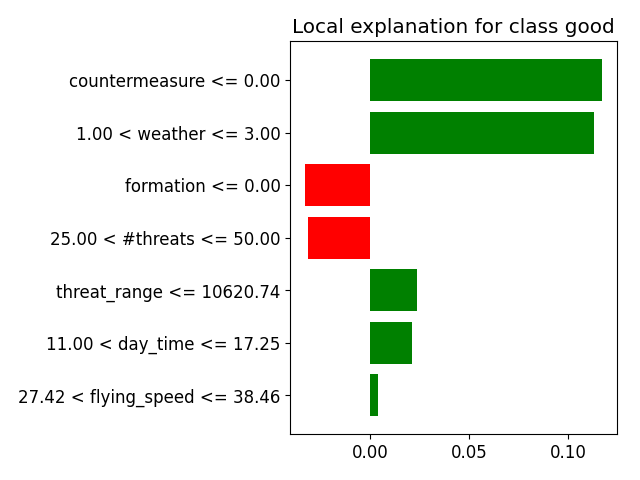 Local explanation for class good
countermeasure <= 0.00
1.00 < weather <= 3.00
formation <= 0.00
25.00 < #threats <= 50.00
threat_range <= 10620.74
11.00 < day_time <= 17.25
27.42 < flying_speed <= 38.46
0.00 0.05 0.10